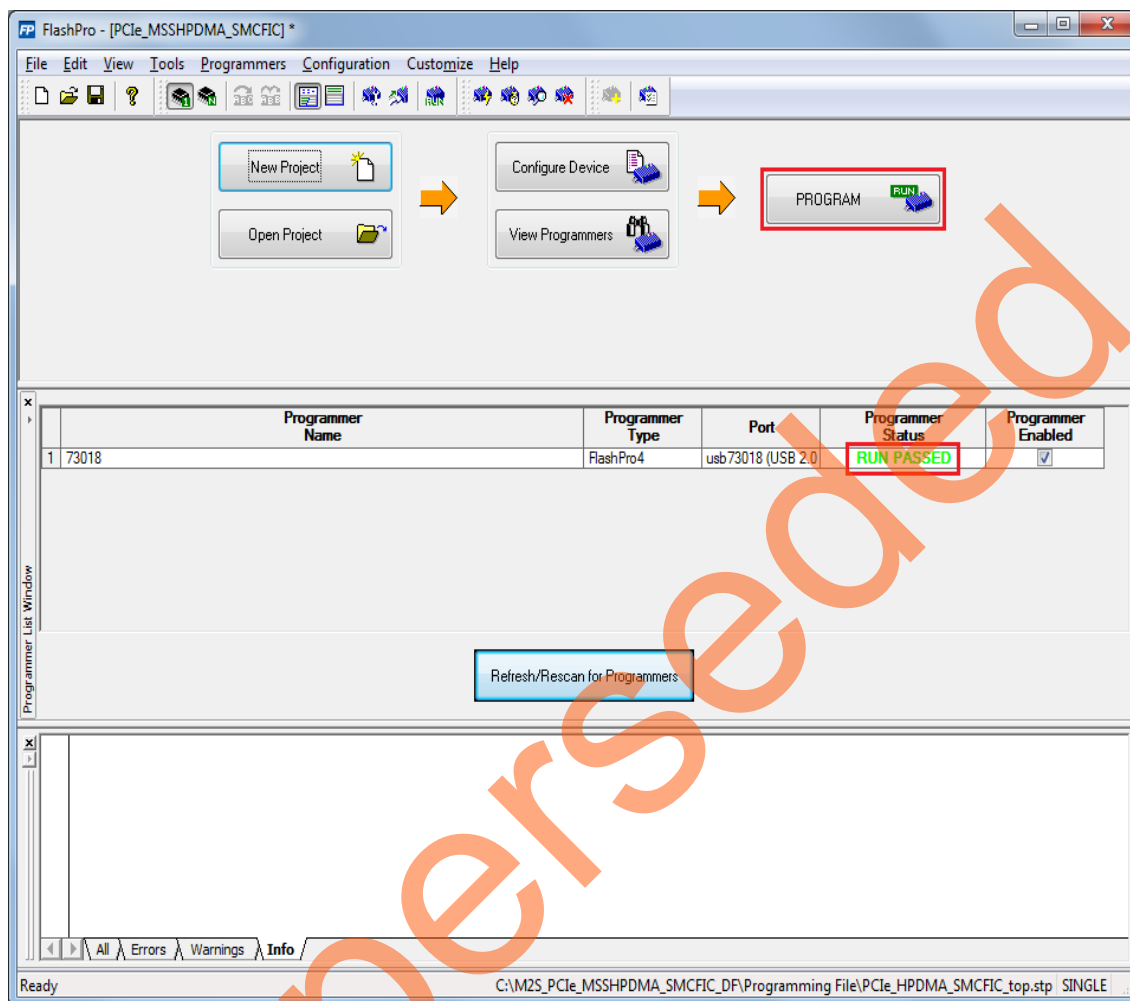 FP FlashPro - [PCIe_MSSHPDMA_SMCFIC] *
File Edit View Tools Programmers Configuration Customize Help
New Project
Configure Device
PROGRAM
RUN
Open Project
View Programmers
Programmer Name
Programmer Type
Port
Programmer Status
Programmer Enabled
1 73018 FlashPro4 usb73018 (USB 2.0 RUN PASSED
Programmer List Window
Refresh/Rescan for Programmers
All Errors Warnings Info
Ready C:\M2S_PCIe_MSSHPDMA_SMCFIC_DF\Programming File\PCIe_HPDMA_SMCFIC_top.stp SINGLE
perseded